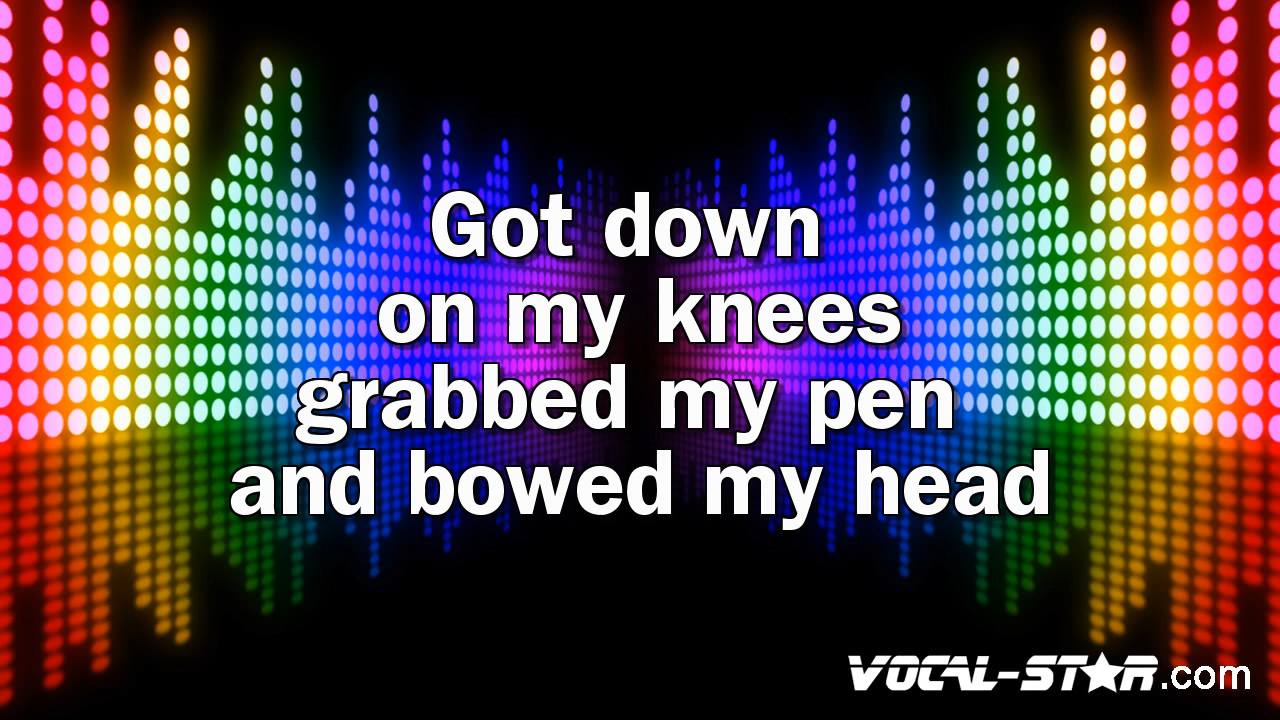 Got down
on my knees
grabbed my pen
and bowed my head
VOCAL-STAR.com